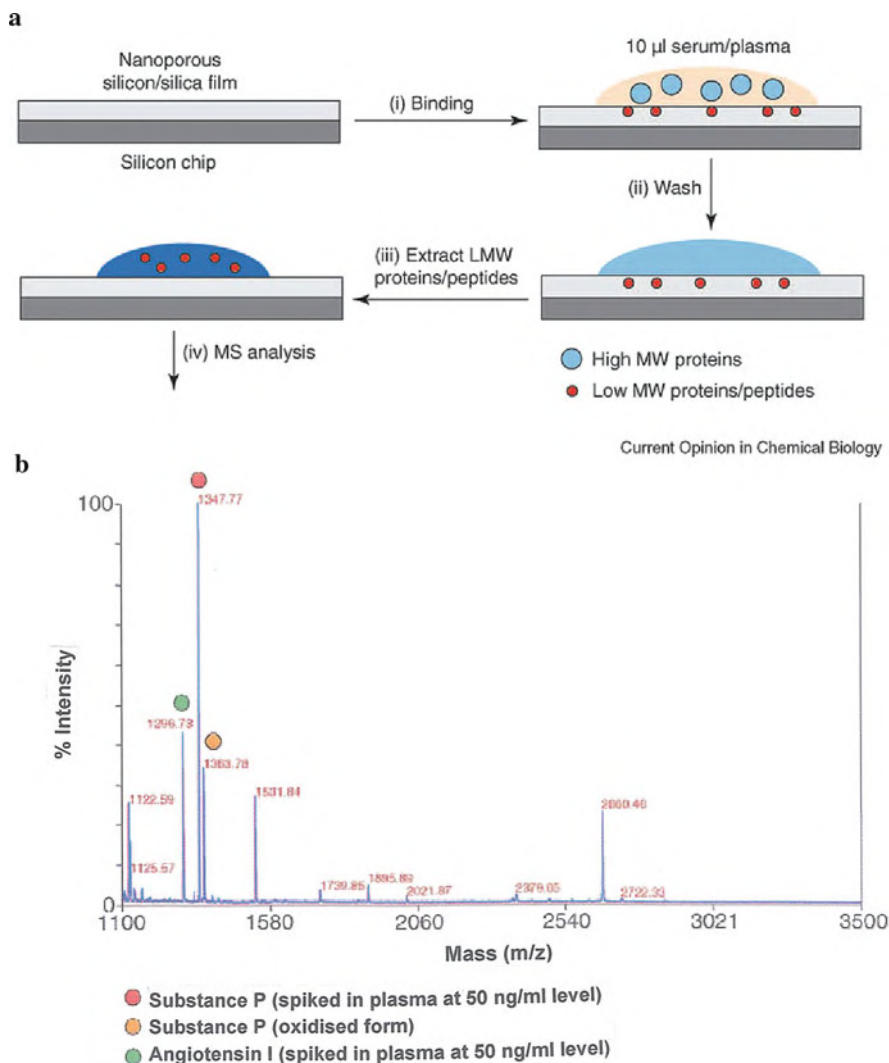 a
Nanoporous
silicon/silica film
Silicon chip
(i) Binding
10 µl serum/plasma
(ii) Wash
(iii) Extract LMW
proteins/peptides
(iv) MS analysis
High MW proteins
Low MW proteins/peptides
Current Opinion in Chemical Biology
b
100
0
% Intensity
1347.77
1296.73
1363.78
1122.59
1125.57
1531.84
1739.85
1895.89
2021.87
2379.05
2722.33
1100
1580
2060
2540
3021
3500
Mass (m/z)
Substance P (spiked in plasma at 50 ng/ml level)
Substance P (oxidised form)
Angiotensin I (spiked in plasma at 50 ng/ml level)